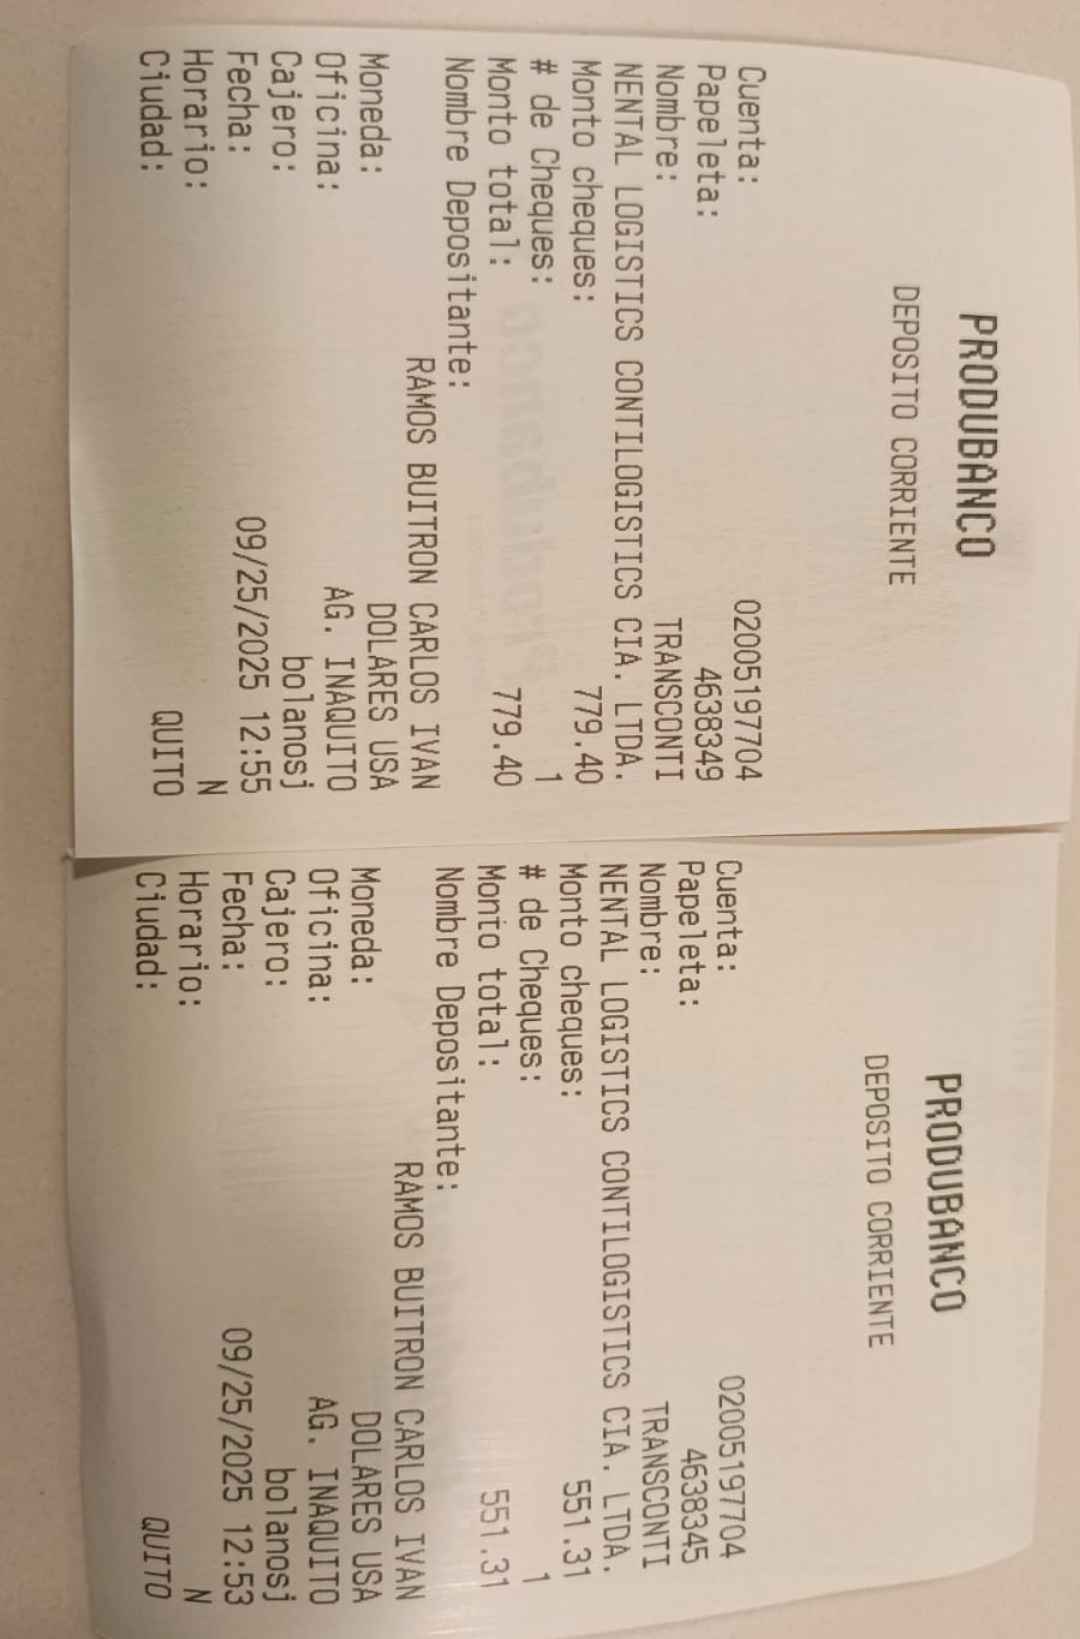 PRODUBANCO
DEPOSITO CORRIENTE
Cuenta: 02005197704
Papeleta: 4638349
Nombre: TRANSCONTI
NENTAL LOGISTICS CONTILOGISTICS CIA. LTDA.
Monto cheques: 779.40
# de Cheques: 1
Monto total: 779.40
Nombre Depositante:
RAMOS BUITRON CARLOS IVAN
Moneda: DOLARES USA
Oficina: AG. INAQUITO
Cajero: bolanosj
Fecha: 09/25/2025 12:55
Horario: N
Ciudad: QUITO
PRODUBANCO
DEPOSITO CORRIENTE
Cuenta: 02005197704
Papeleta: 4638345
Nombre: TRANSCONTI
NENTAL LOGISTICS CONTILOGISTICS CIA. LTDA.
Monto cheques: 551.31
# de Cheques: 1
Monto total: 551.31
Nombre Depositante:
RAMOS BUITRON CARLOS IVAN
Moneda: DOLARES USA
Oficina: AG. INAQUITO
Cajero: bolanosj
Fecha: 09/25/2025 12:53
Horario: N
Ciudad: QUITO